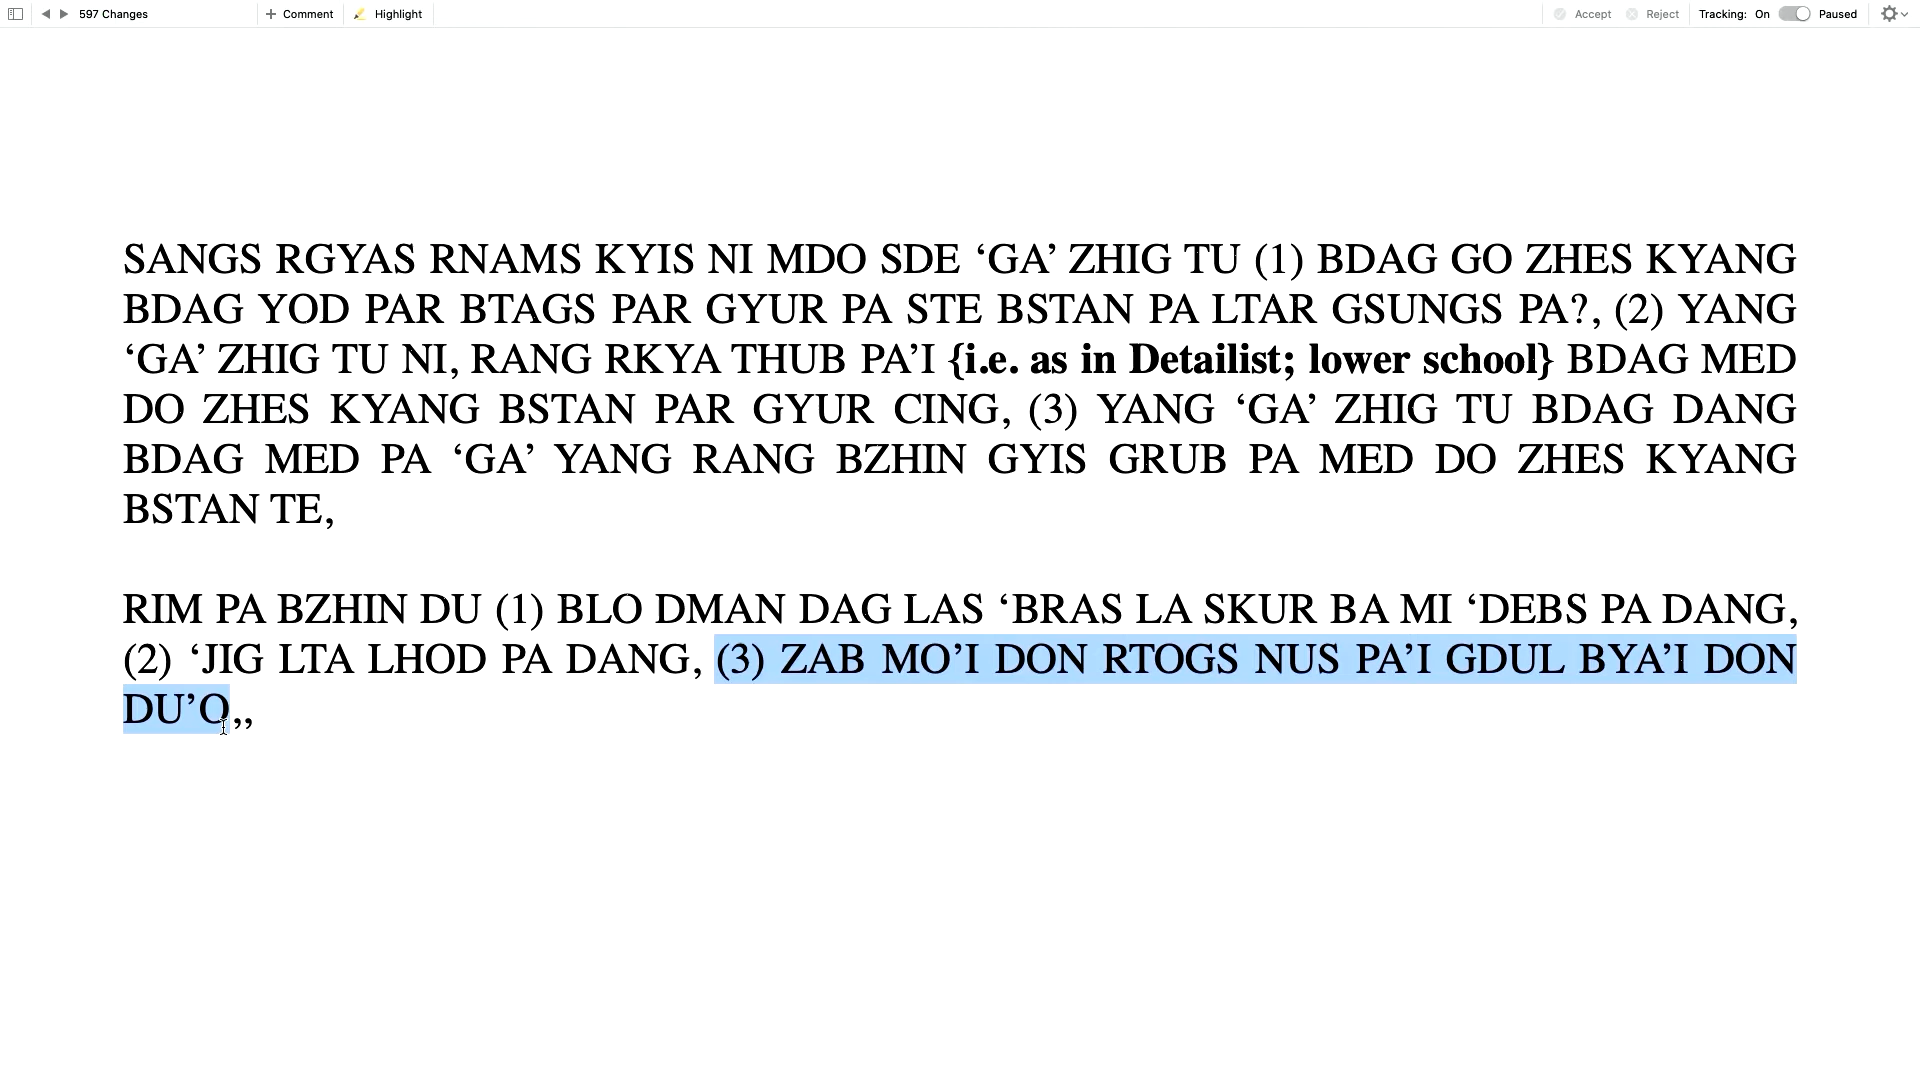 597 Changes
Comment
Highlight
Accept
Reject
Tracking: On
Paused
SANGS RGYAS RNAMS KYIS NI MDO SDE ‘GA’ ZHIG TU (1) BDAG GO ZHES KYANG
BDAG YOD PAR BTAGS PAR GYUR PA STE BSTAN PA LTAR GSUNGS PA?, (2) YANG
‘GA’ ZHIG TU NI, RANG RKYA THUB PA’I {i.e. as in Detailist; lower school} BDAG MED
DO ZHES KYANG BSTAN PAR GYUR CING, (3) YANG ‘GA’ ZHIG TU BDAG DANG
BDAG MED PA ‘GA’ YANG RANG BZHIN GYIS GRUB PA MED DO ZHES KYANG
BSTAN TE,
RIM PA BZHIN DU (1) BLO DMAN DAG LAS ‘BRAS LA SKUR BA MI ‘DEBS PA DANG,
(2) ‘JIG LTA LHOD PA DANG, (3) ZAB MO’I DON RTOGS NUS PA’I GDUL BYA’I DON
DU’O,,